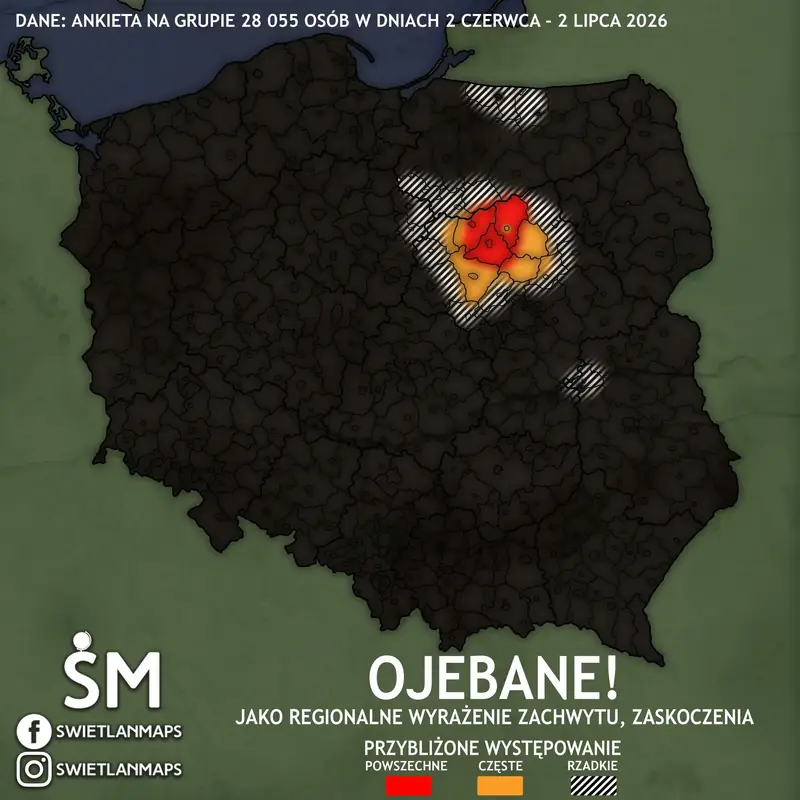 DANE: ANKIETA NA GRUPIE 28 055 OSÓB W DNIACH 2 CZERWCA - 2 LIPCA 2026
ŚM
SWIETLANMAPS
SWIETLANMAPS
OJEBANE!
JAKO REGIONALNE WYRAŻENIE ZACHWYTU, ZASKOCZENIA
PRZYBLIŻONE WYSTĘPOWANIE
POWSZECHNE CZĘSTE RZADKIE